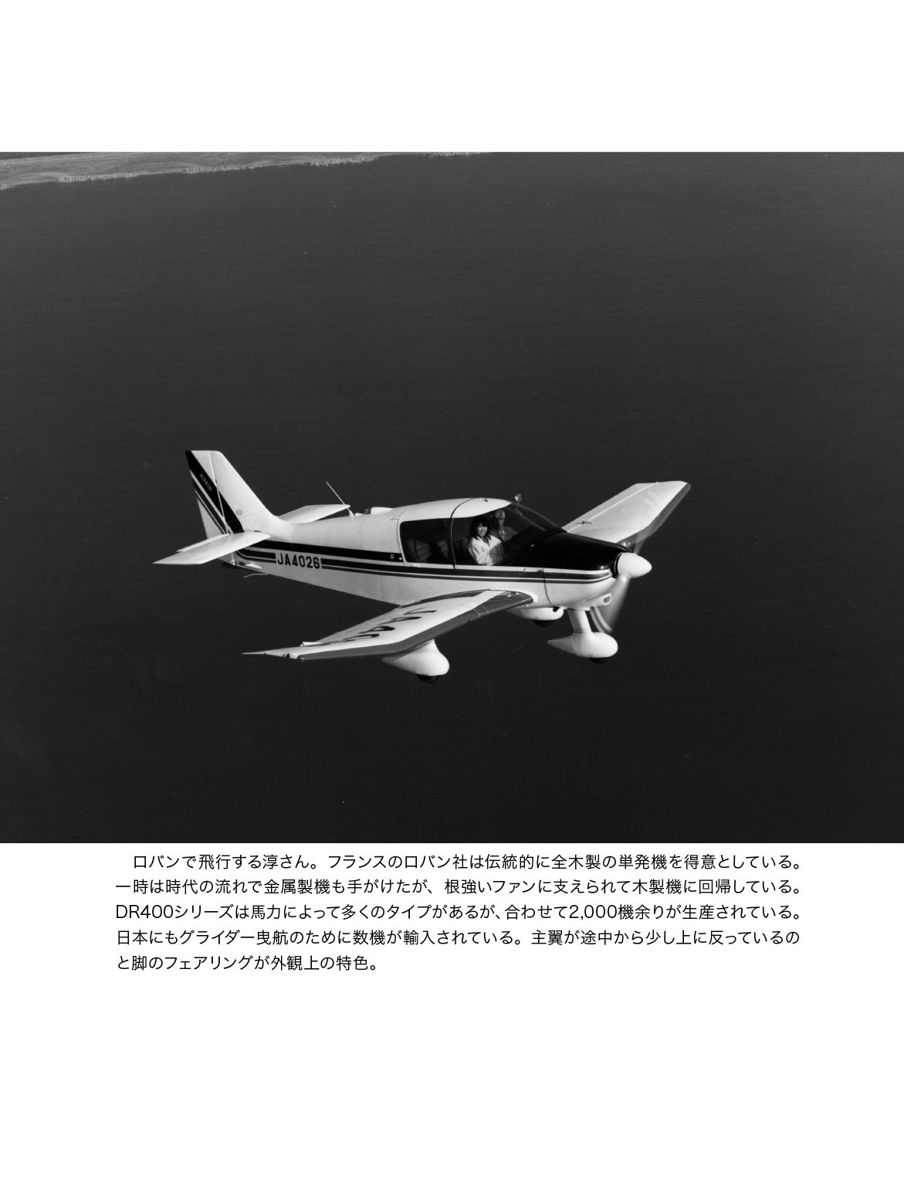 JA4026
ロバンで飛行する淳さん。フランスのロバン社は伝統的に全木製の単発機を得意としている。
一時は時代の流れで金属製機も手がけたが、根強いファンに支えられて木製機に回帰している。
DR400シリーズは馬力によって多くのタイプがあるが、合わせて2,000機余りが生産されている。
日本にもグライダー曳航のために数機が輸入されている。主翼が途中から少し上に反っているの
と脚のフェアリングが外観上の特色。